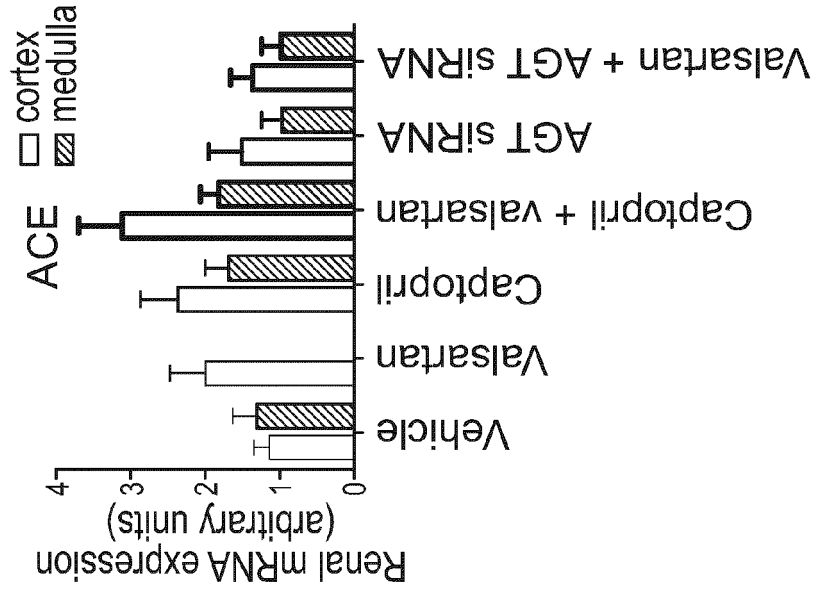 ACE
cortex
medulla
Renal mRNA expression
(arbitrary units)
4
3
2
1
0
Vehicle
Valsartan
Captopril
Captopril + valsartan
AGT siRNA
Valsartan + AGT siRNA